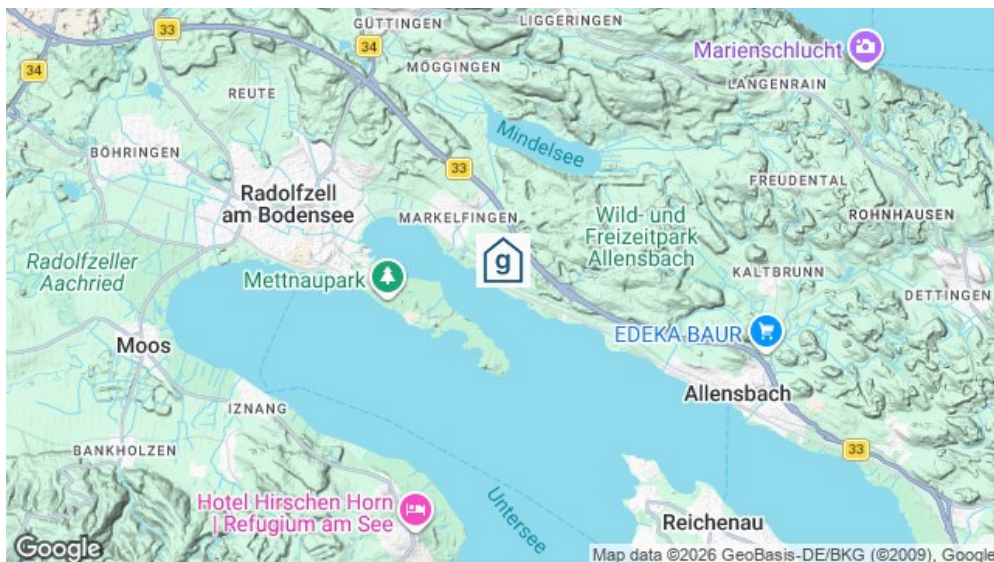 GÜTTINGEN
LIGGERINGEN
33
34
34
Marienschlucht
MÖGGINGEN
LANGENRAIN
REUTE
Mindelsee
BÖHRINGEN
33
FREUDENTAL
Radolfzell
am Bodensee
MARKELFINGEN
Wild- und
Freizeitpark
Allensbach
ROHNHAUSEN
Radolfzeller
Aachried
Mettnaupark
g
KALTBRUNN
DETTINGEN
EDEKA BAUR
Moos
Allensbach
IZNANG
BANKHOLZEN
33
Hotel Hirschen Horn
| Refugium am See
Untersee
Reichenau
Google
Map data ©2026 GeoBasis-DE/BKG (©2009), Google